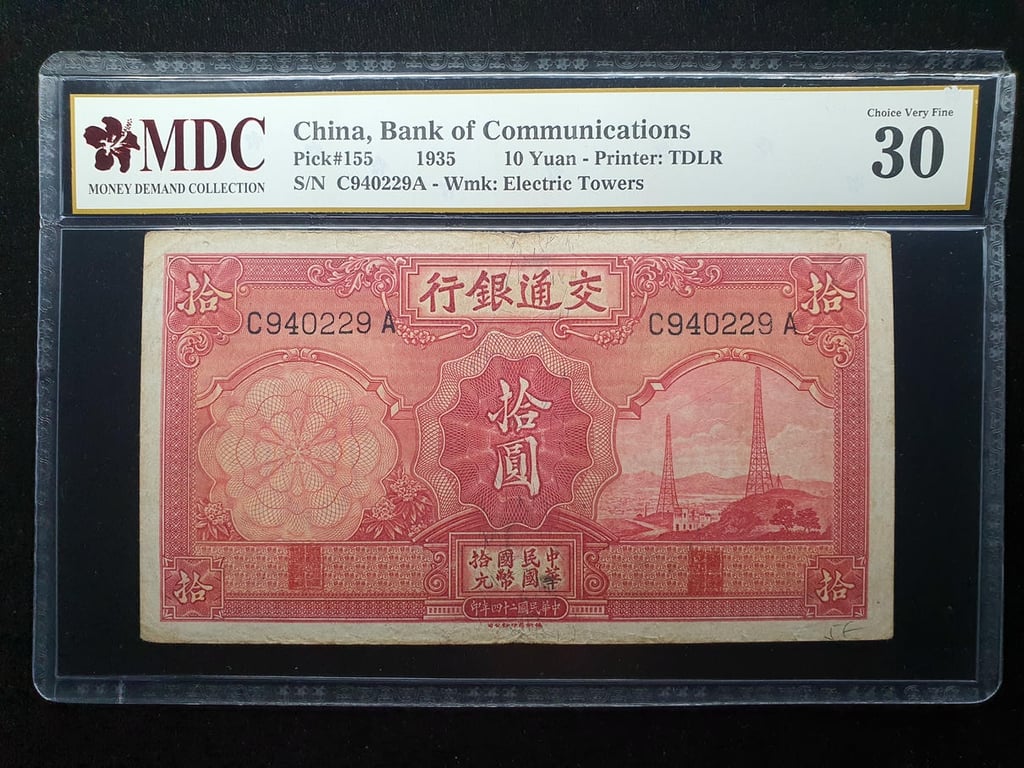 MDC
MONEY DEMAND COLLECTION
China, Bank of Communications
Pick#155 1935 10 Yuan - Printer: TDLR
S/N C940229A - Wmk: Electric Towers
Choice Very Fine
30
行銀通交
拾
拾
C940229 A
C940229 A
拾
圓
拾 國 民 中
元 幣 國 華
印年四十二國民華中
拾
拾